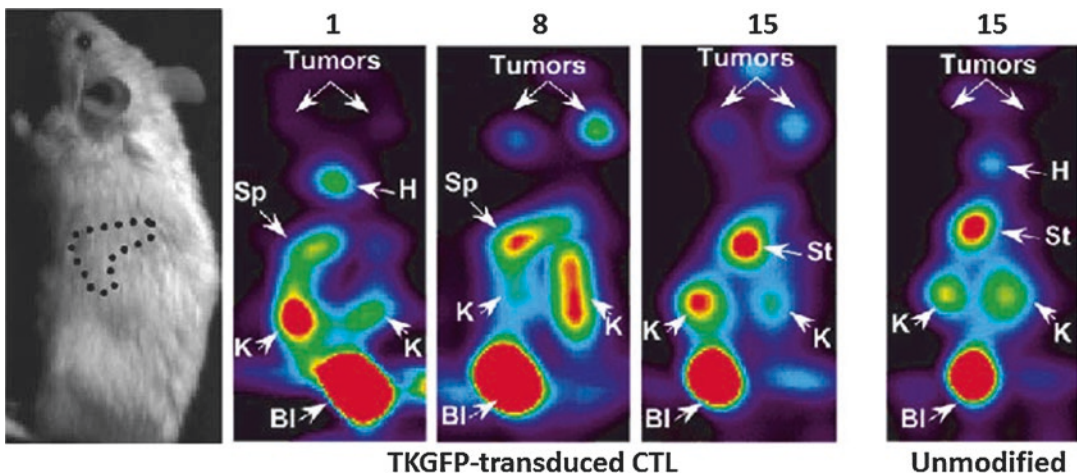 1
8
15
15
Tumors
Tumors
Tumors
Tumors
Sp
H
Sp
H
St
St
K
K
K
K
K
K
K
Bl
Bl
Bl
Bl
TKGFP-transduced CTL
Unmodified